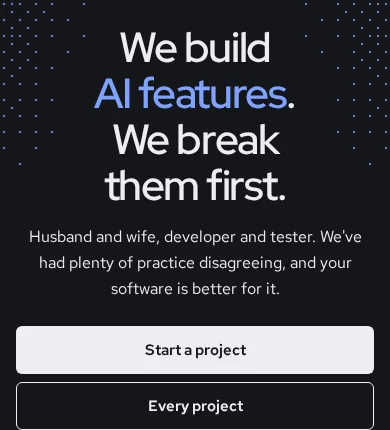 We build
AI features.
We break
them first.
Husband and wife, developer and tester. We've
had plenty of practice disagreeing, and your
software is better for it.
Start a project
Every project